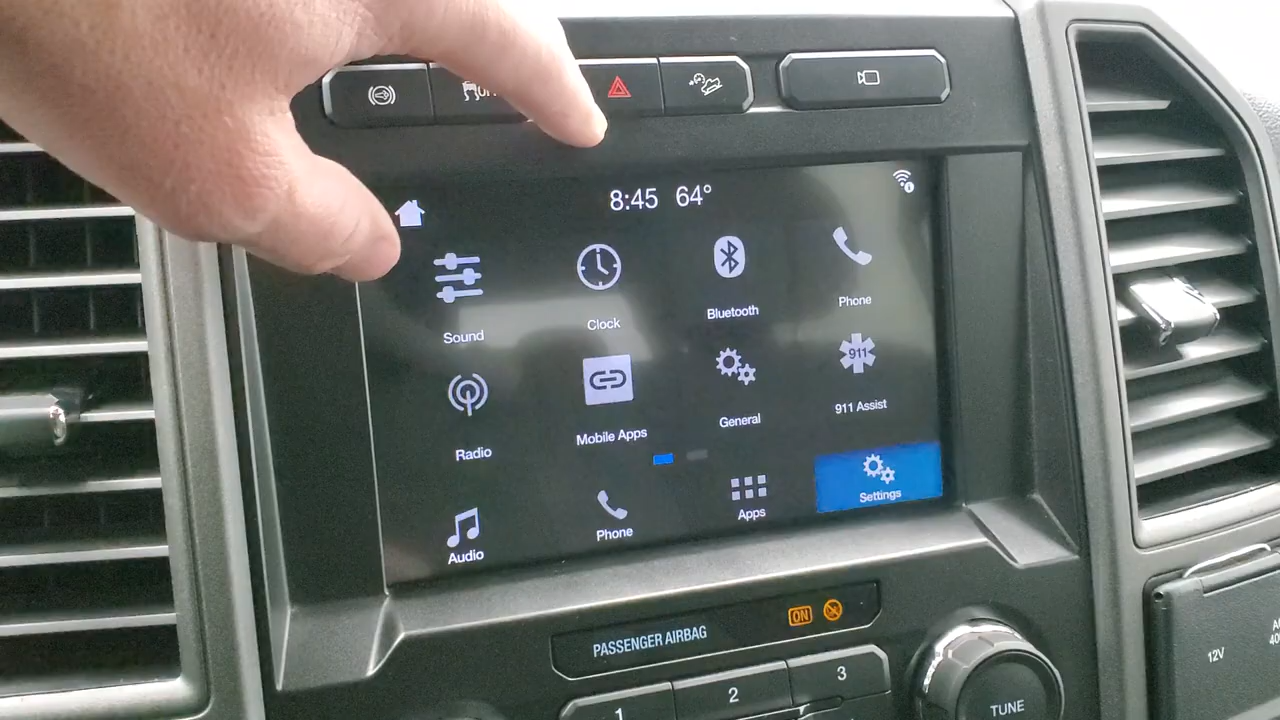 OFF
8:45 64°
Sound
Clock
Bluetooth
Phone
Radio
Mobile Apps
General
911
911 Assist
Audio
Phone
Apps
Settings
PASSENGER AIRBAG
ON
1
2
3
TUNE
12V